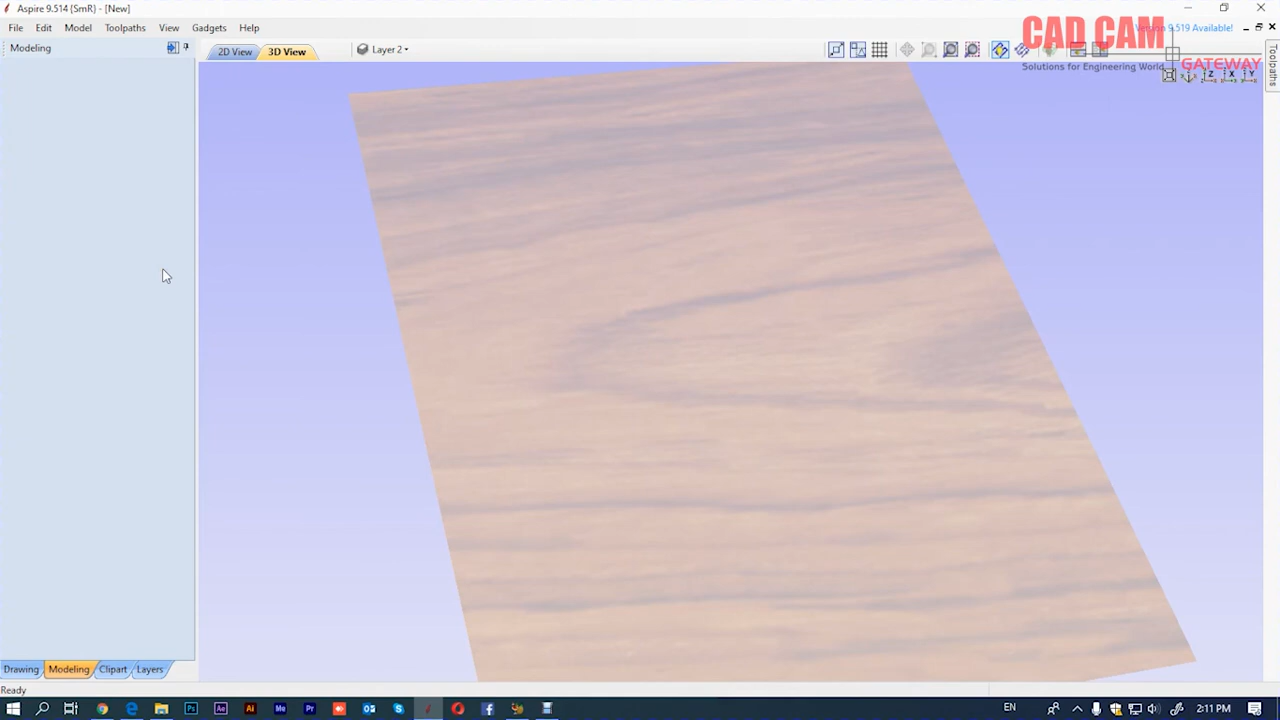 Aspire 9.514 {SmR} - [New]
File Edit Model Toolpaths View Gadgets Help
Version 9.519 Available!
CAD CAM
GATEWAY
Solutions for Engineering World
Modeling
2D View 3D View Layer 2
Toolpaths
Drawing Modeling Clipart Layers
Ready
EN 2:11 PM